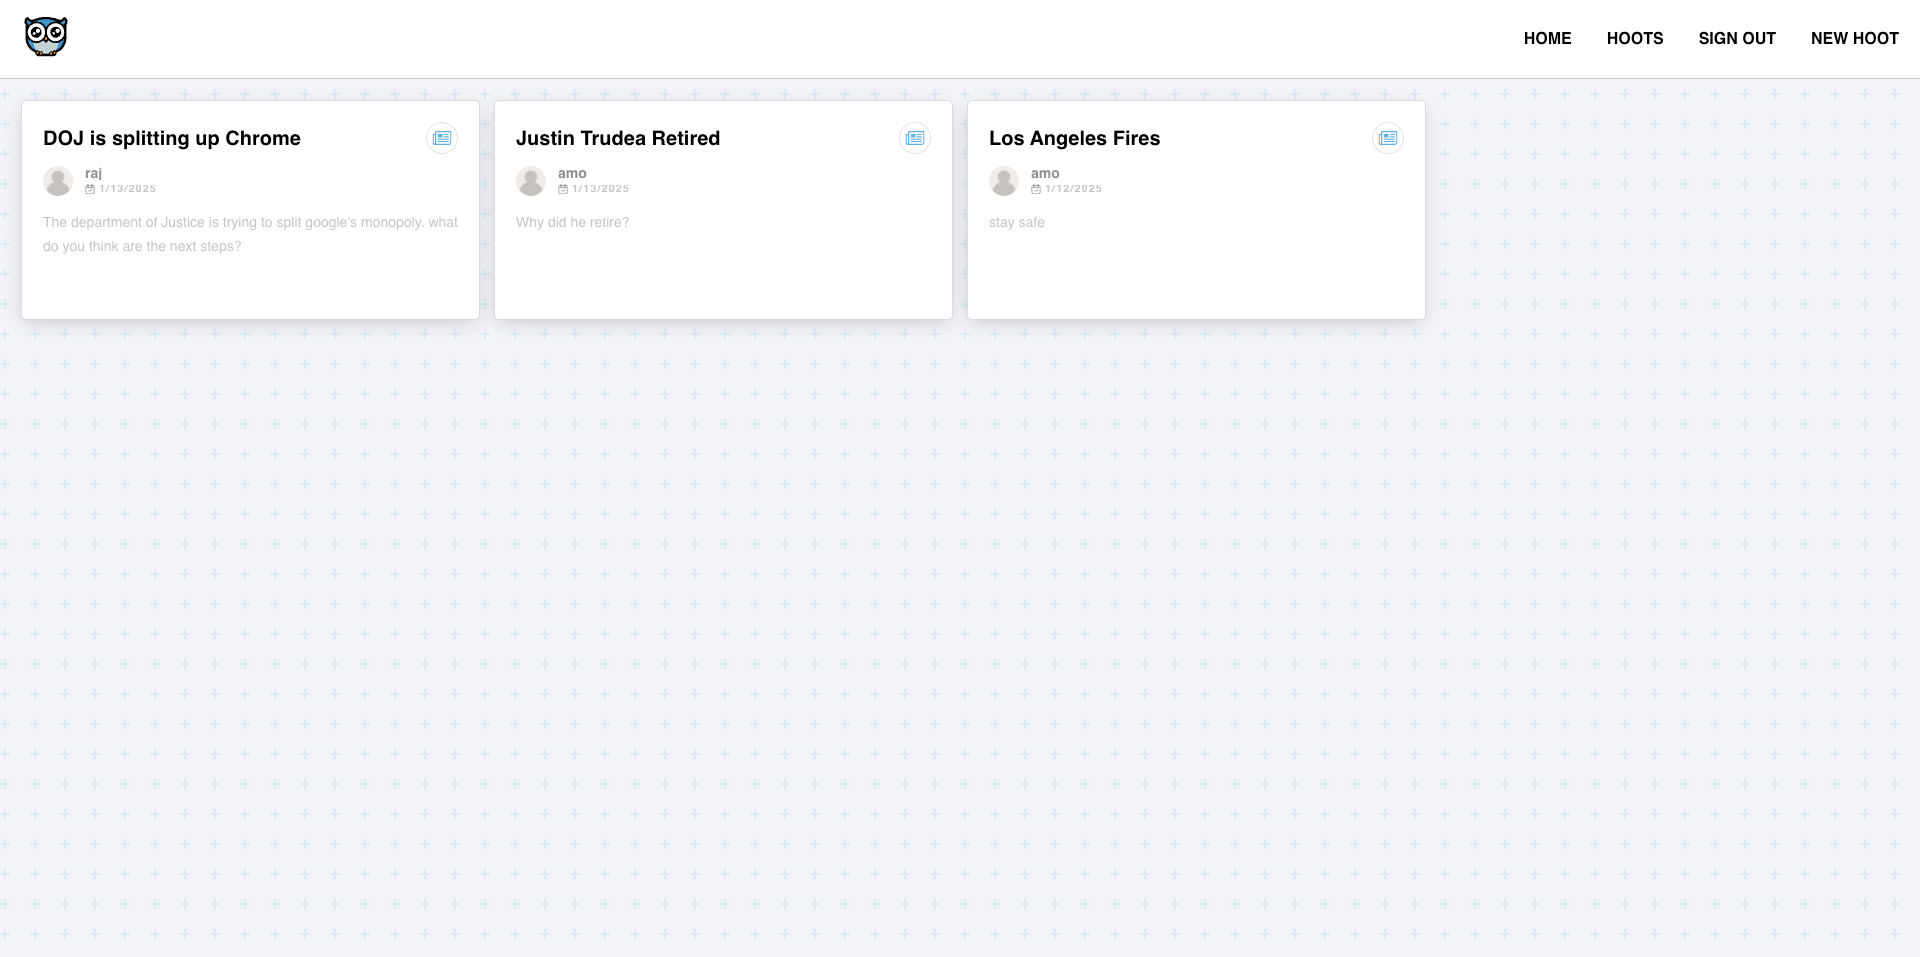 HOME HOOTS SIGN OUT NEW HOOT
DOJ is splitting up Chrome
raj
1/13/2025
The department of Justice is trying to split google's monopoly. what
do you think are the next steps?
Justin Trudea Retired
amo
1/13/2025
Why did he retire?
Los Angeles Fires
amo
1/12/2025
stay safe